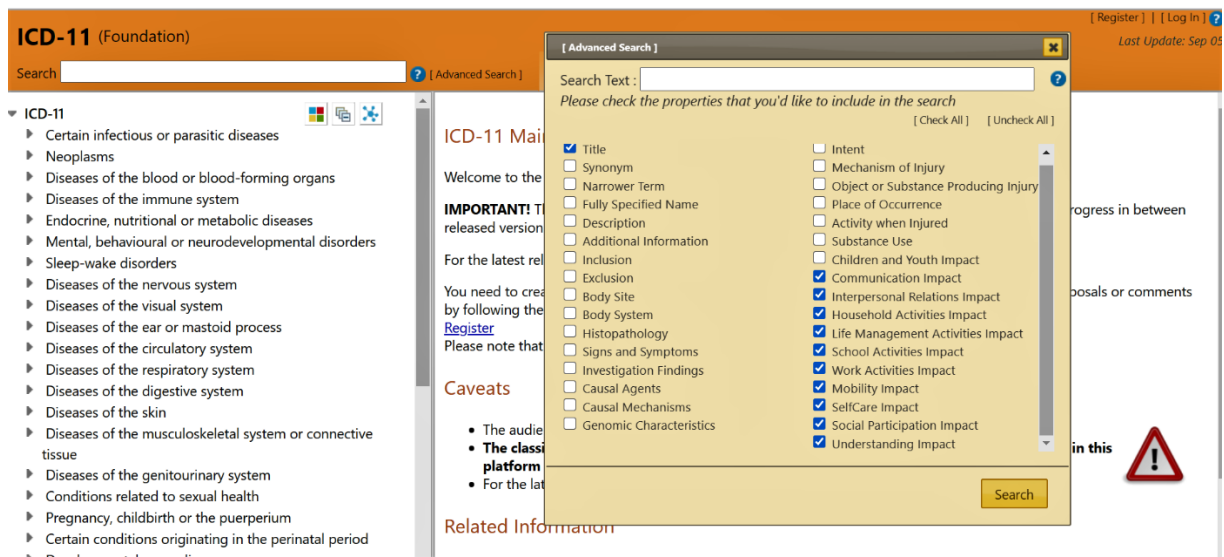 [ Register ] | [ Log In ] ?
ICD-11 (Foundation)
Last Update: Sep 05
Search
? [ Advanced Search ]
ICD-11
Certain infectious or parasitic diseases
Neoplasms
Diseases of the blood or blood-forming organs
Diseases of the immune system
Endocrine, nutritional or metabolic diseases
Mental, behavioural or neurodevelopmental disorders
Sleep-wake disorders
Diseases of the nervous system
Diseases of the visual system
Diseases of the ear or mastoid process
Diseases of the circulatory system
Diseases of the respiratory system
Diseases of the digestive system
Diseases of the skin
Diseases of the musculoskeletal system or connective
tissue
Diseases of the genitourinary system
Conditions related to sexual health
Pregnancy, childbirth or the puerperium
Certain conditions originating in the perinatal period
ICD-11 Mai
Welcome to the
IMPORTANT! T rogress in between
released version
For the latest rel
You need to crea posals or comments
by following the
Register
Please note that
Caveats
The audie
The classi in this
platform
For the lat
Related Information
[ Advanced Search ]
Search Text : ?
Please check the properties that you'd like to include in the search
[ Check All ] [ Uncheck All ]
Title
Synonym
Narrower Term
Fully Specified Name
Description
Additional Information
Inclusion
Exclusion
Body Site
Body System
Histopathology
Signs and Symptoms
Investigation Findings
Causal Agents
Causal Mechanisms
Genomic Characteristics
Intent
Mechanism of Injury
Object or Substance Producing Injury
Place of Occurrence
Activity when Injured
Substance Use
Children and Youth Impact
Communication Impact
Interpersonal Relations Impact
Household Activities Impact
Life Management Activities Impact
School Activities Impact
Work Activities Impact
Mobility Impact
SelfCare Impact
Social Participation Impact
Understanding Impact
Search